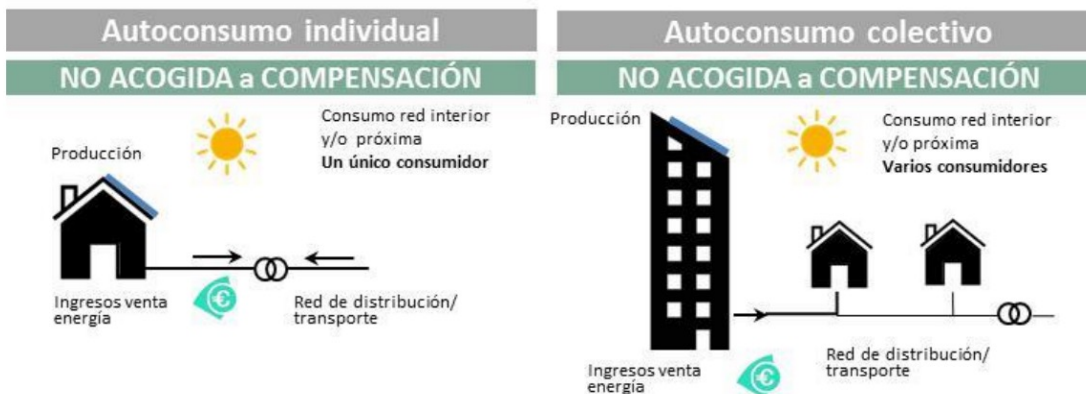 Autoconsumo individual
NO ACOGIDA a COMPENSACIÓN
Consumo red interior
y/o próxima
Un único consumidor
Producción
Ingresos venta
energía
€
Red de distribución/
transporte
Autoconsumo colectivo
NO ACOGIDA a COMPENSACIÓN
Producción
Consumo red interior
y/o próxima
Varios consumidores
Red de distribución/
transporte
Ingresos venta
energía
€